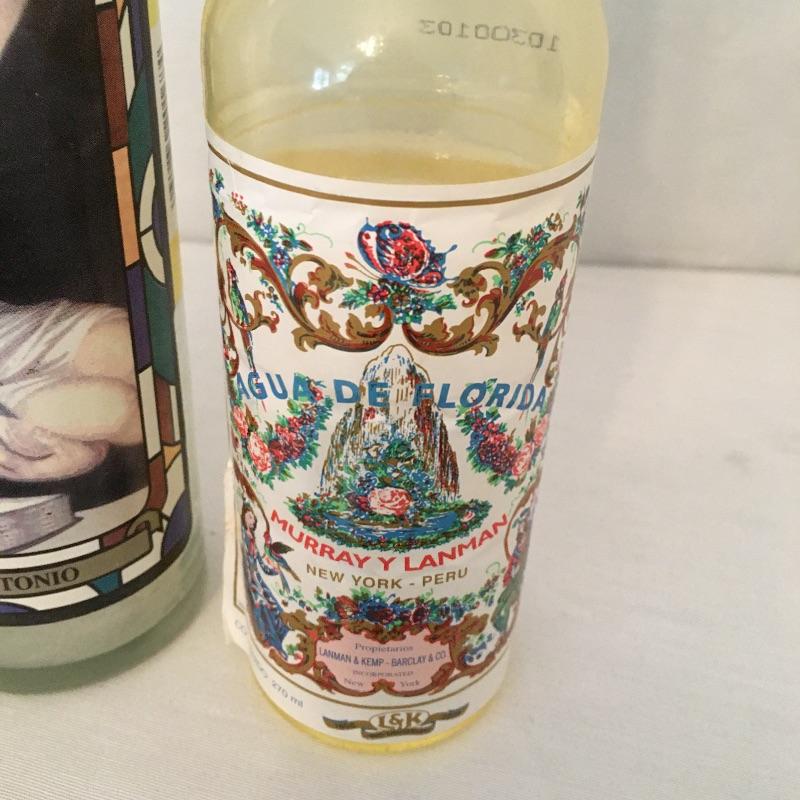 10300103
AGUA DE FLORIDA
MURRAY Y LANMAN
NEW YORK - PERU
Propietarios
LANMAN & KEMP - BARCLAY & CO.
INCORPORATED
New York
270 ml
L&K
TONIO